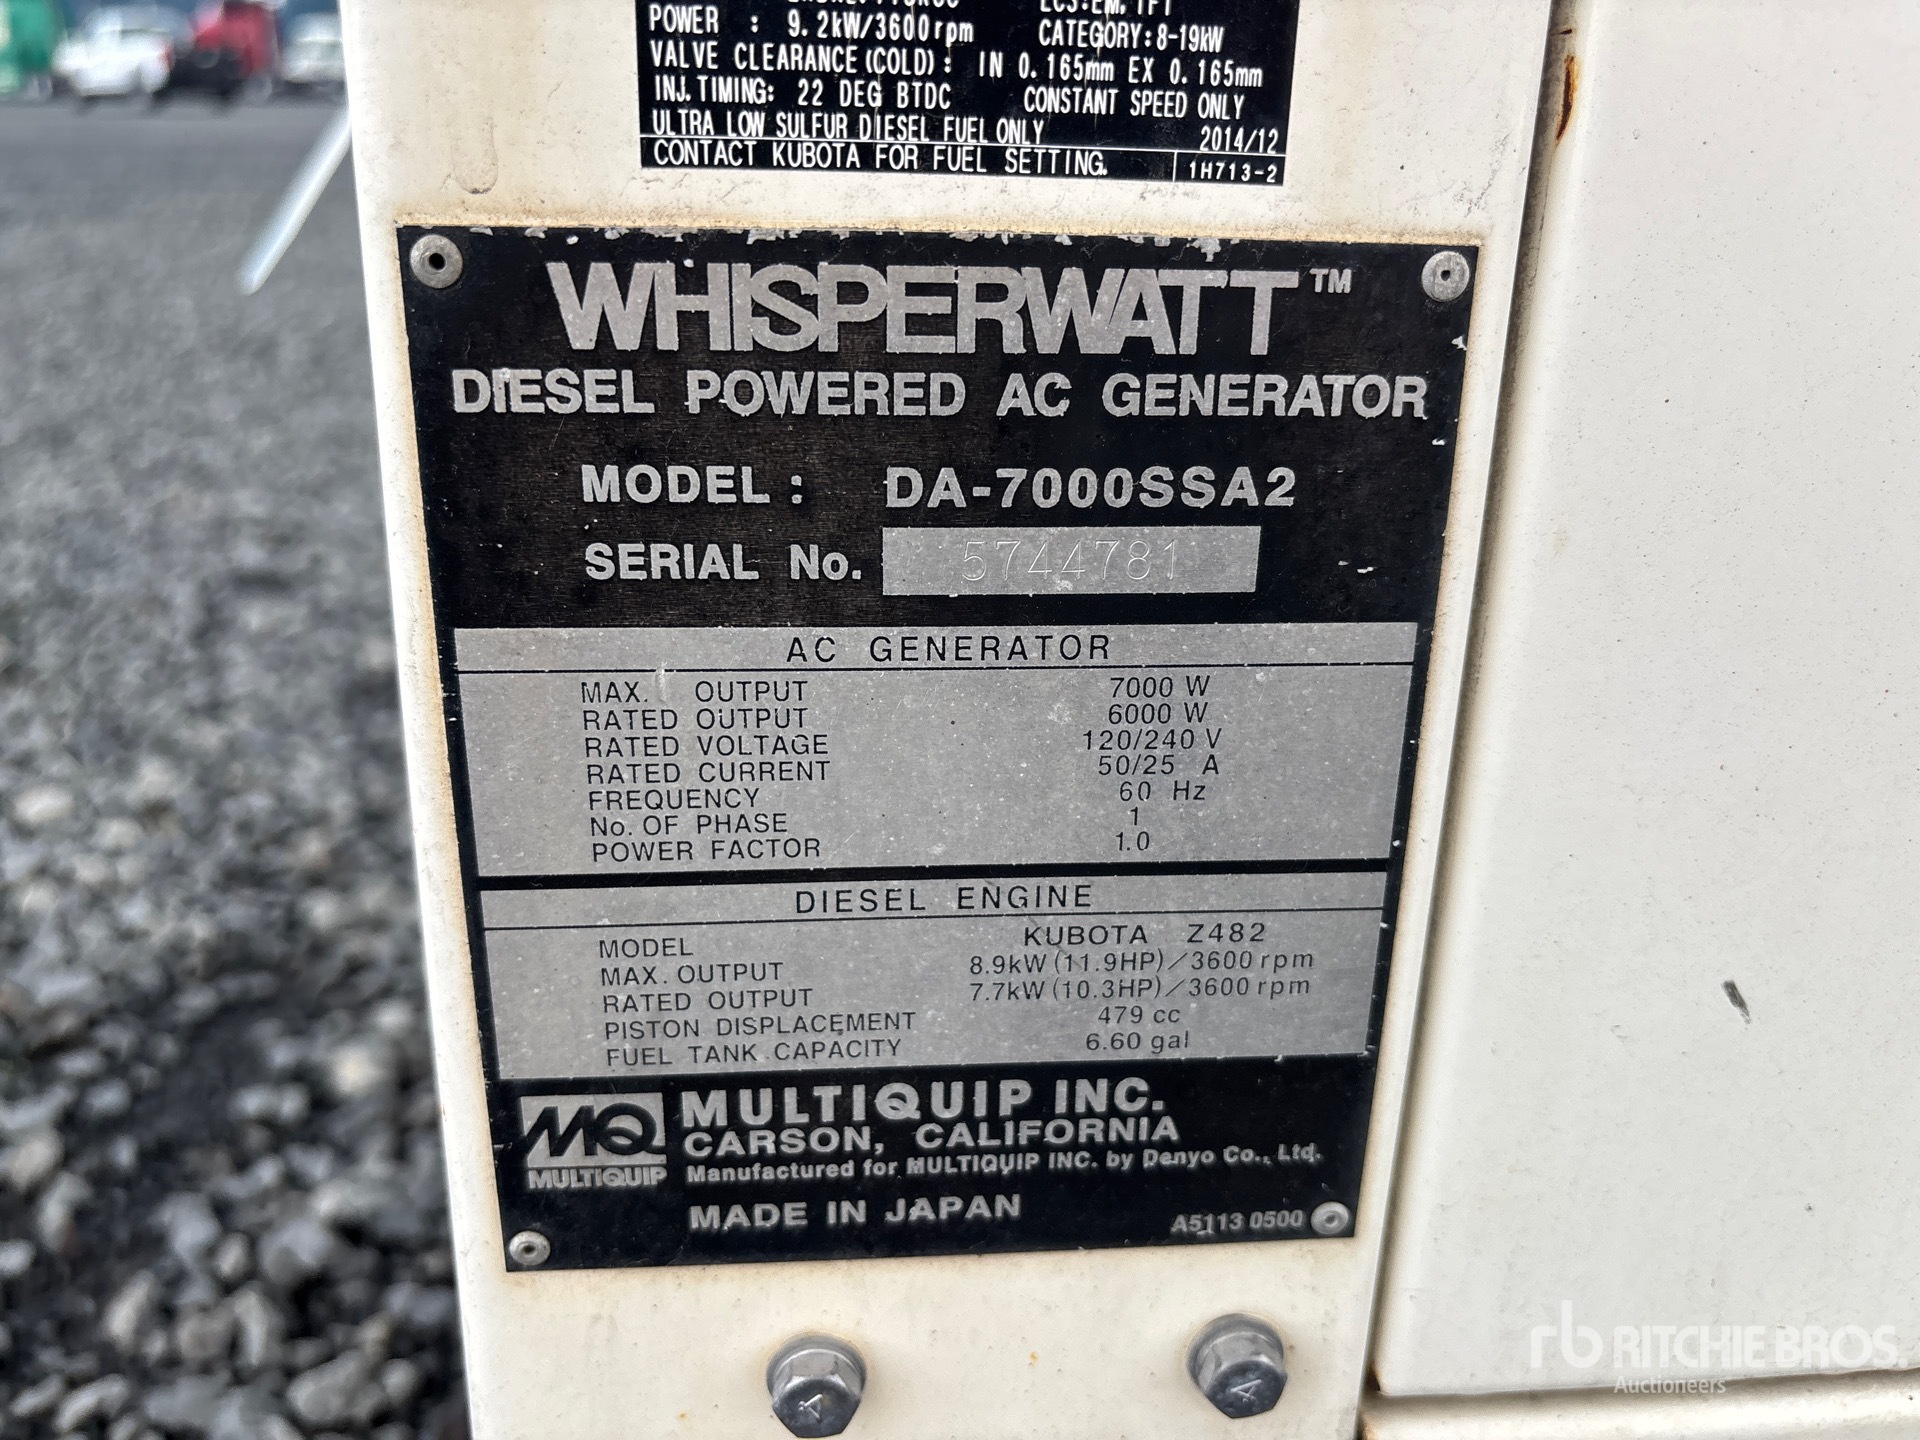 POWER : 9.2kW/3600rpm CATEGORY:8-19kW
VALVE CLEARANCE(COLD): IN 0.165mm EX 0.165mm
INJ.TIMING: 22 DEG BTDC CONSTANT SPEED ONLY
ULTRA LOW SULFUR DIESEL FUEL ONLY 2014/12
CONTACT KUBOTA FOR FUEL SETTING. 1H713-2
WHISPERWATT™
DIESEL POWERED AC GENERATOR
MODEL: DA-7000SSA2
SERIAL No. 5744781
AC GENERATOR
MAX. OUTPUT 7000 W
RATED OUTPUT 6000 W
RATED VOLTAGE 120/240 V
RATED CURRENT 50/25 A
FREQUENCY 60 Hz
No. OF PHASE 1
POWER FACTOR 1.0
DIESEL ENGINE
MODEL KUBOTA Z482
MAX. OUTPUT 8.9kW(11.9HP)/3600rpm
RATED OUTPUT 7.7kW(10.3HP)/3600rpm
PISTON DISPLACEMENT 479 cc
FUEL TANK CAPACITY 6.60 gal
MQ MULTIQUIP INC.
CARSON, CALIFORNIA
MULTIQUIP Manufactured for MULTIQUIP INC. by Denyo Co., Ltd.
MADE IN JAPAN A5113 0500
rb RITCHIE BROS.
Auctioneers